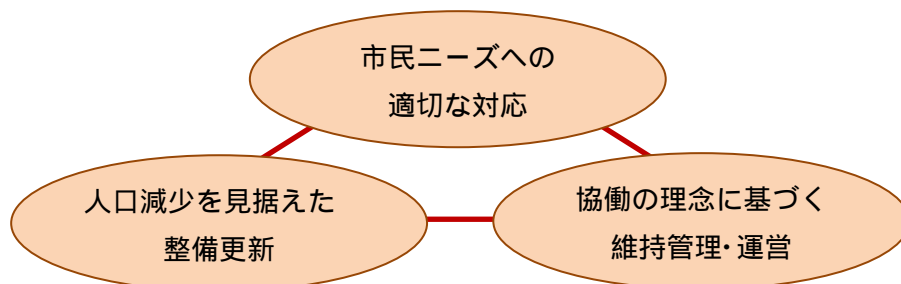 市民ニーズへの
適切な対応
人口減少を見据えた
整備更新
協働の理念に基づく
維持管理・運営